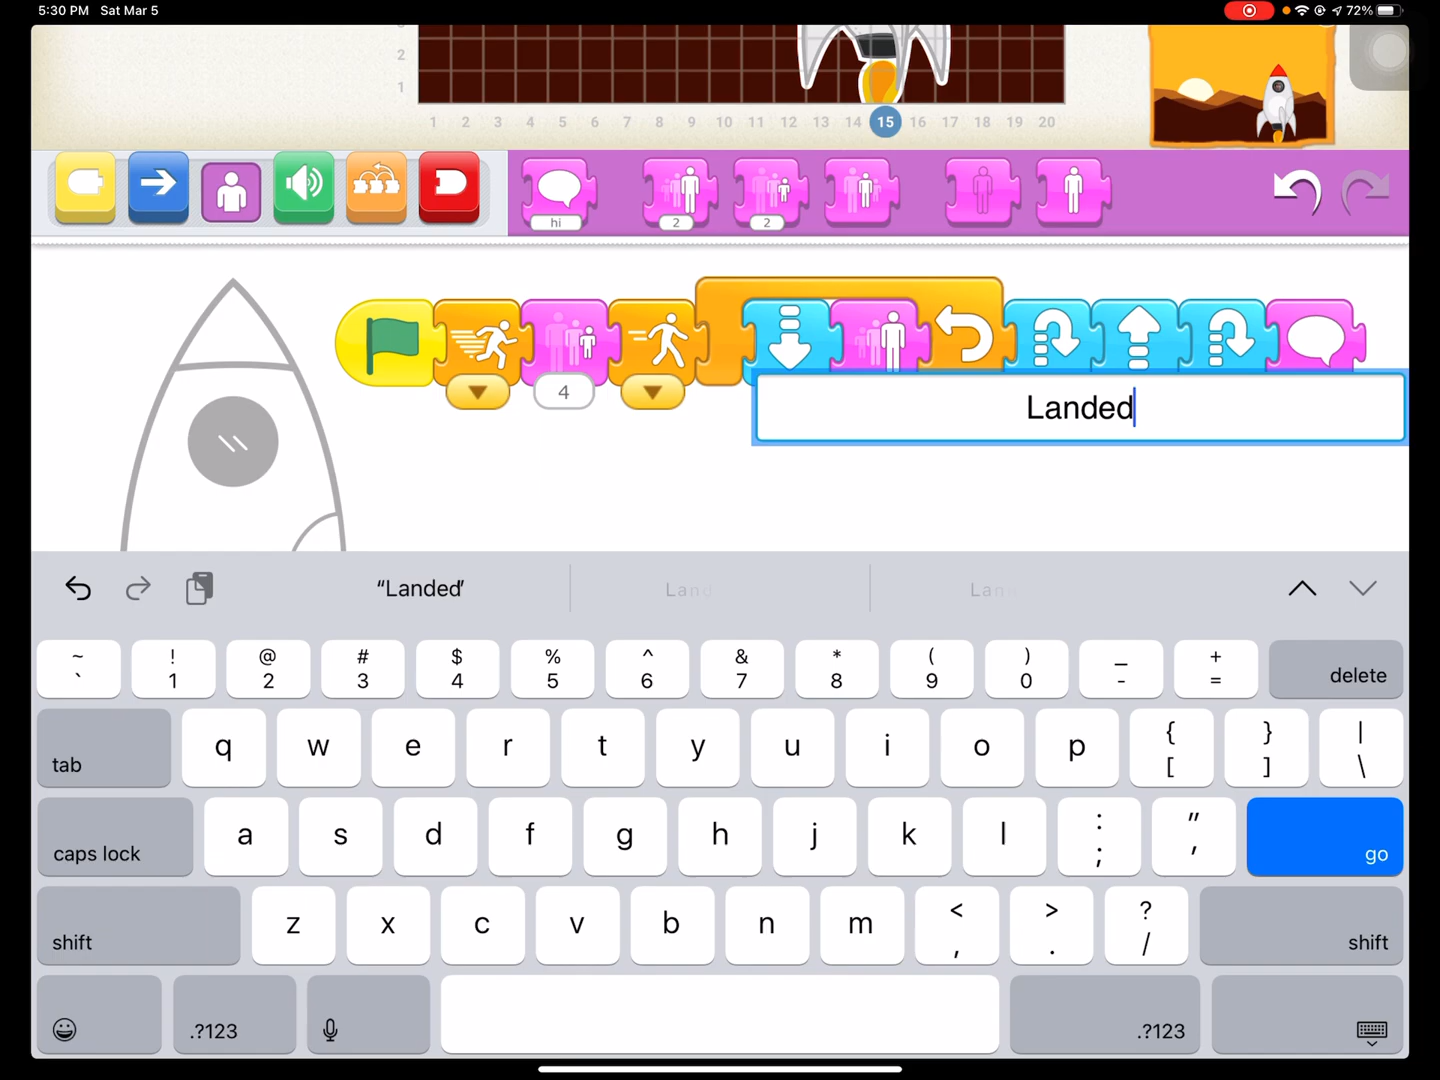 5:30 PM Sat Mar 5
72%
2
1
1 2 3 4 5 6 7 8 9 10 11 12 13 14 15 16 17 18 19 20
hi
2
2
4
Landed
“Landed”
Land
Lan
~ ! @ # $ % ^ & * ( ) _ +
` 1 2 3 4 5 6 7 8 9 0 - = delete
tab q w e r t y u i o p { [ } ] | \
caps lock a s d f g h j k l : ; " ' go
shift z x c v b n m < , > . ? / shift
.?123 .?123